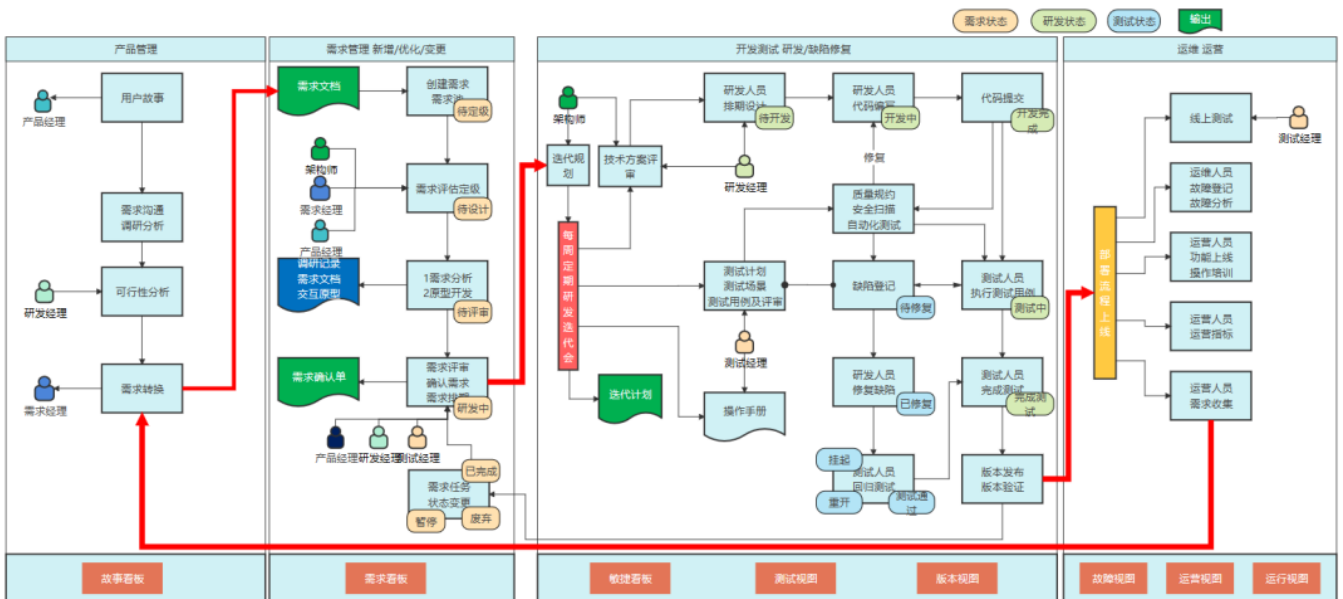 需求状态
研发状态
测试状态
输出
产品管理
需求管理 新增/优化/变更
开发测试 研发/缺陷修复
运维 运营
用户故事
产品经理
需求沟通
调研分析
可行性分析
研发经理
需求转换
需求经理
需求文档
创建需求
需求池
待定级
架构师
需求经理
产品经理
需求评估定级
待设计
调研记录
需求文档
交互原型
1需求分析
2原型开发
待评审
需求确认单
需求评审
确认需求
需求排期
研发中
产品经理
研发经理
测试经理
已完成
需求任务
状态变更
暂停
废弃
架构师
迭代规
划
技术方案评
审
每周定期研发迭代会
迭代计划
研发人员
排期设计
待开发
研发经理
测试计划
测试场景
测试用例及评审
测试经理
操作手册
研发人员
代码编写
开发中
修复
质量规约
安全扫描
自动化测试
缺陷登记
待修复
研发人员
修复缺陷
已修复
挂起
测试人员
回归测试
重开
测试通
过
代码提交
开发完
成
测试人员
执行测试用例
测试中
测试人员
完成测试
完成测
试
版本发布
版本验证
部署流程上线
线上测试
测试经理
运维人员
故障登记
故障分析
运营人员
功能上线
操作培训
运营人员
运营指标
运营人员
需求收集
故事看板
需求看板
敏捷看板
测试视图
版本视图
故障视图
运营视图
运行视图